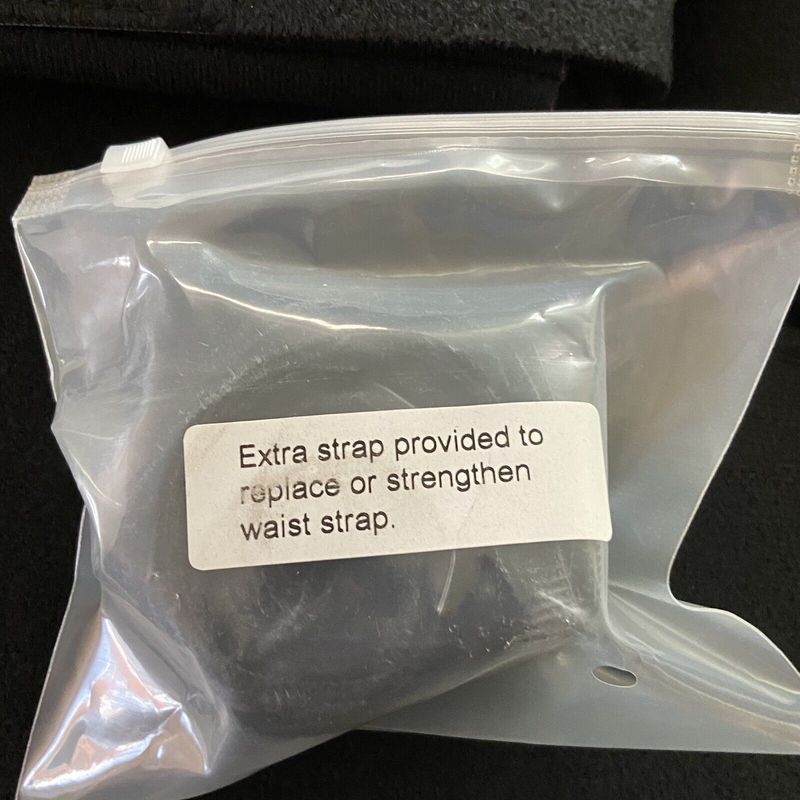 Extra strap provided to
replace or strengthen
waist strap.